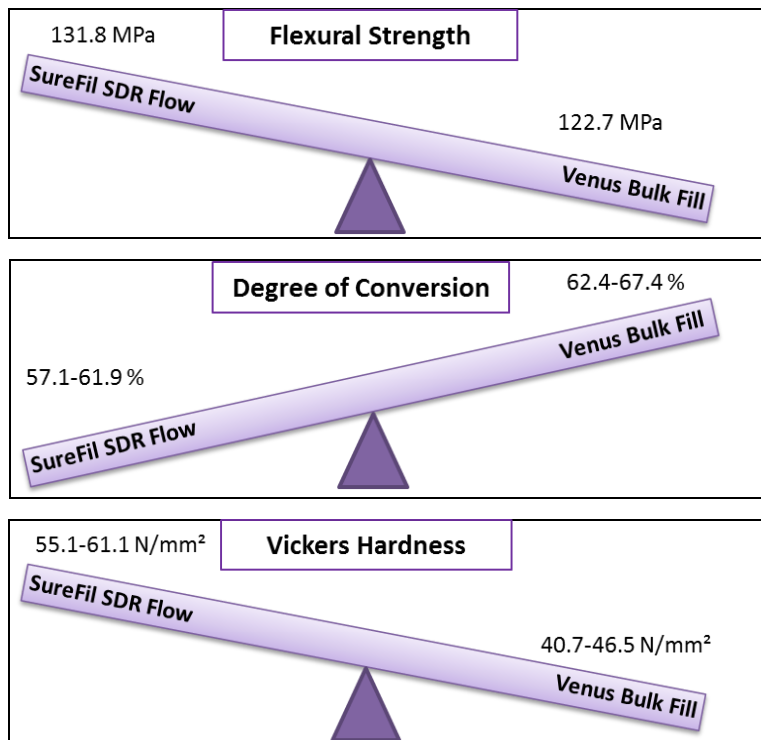 131.8 MPa
Flexural Strength
SureFil SDR Flow
122.7 MPa
Venus Bulk Fill
Degree of Conversion
62.4-67.4 %
Venus Bulk Fill
57.1-61.9 %
SureFil SDR Flow
55.1-61.1 N/mm²
Vickers Hardness
SureFil SDR Flow
40.7-46.5 N/mm²
Venus Bulk Fill